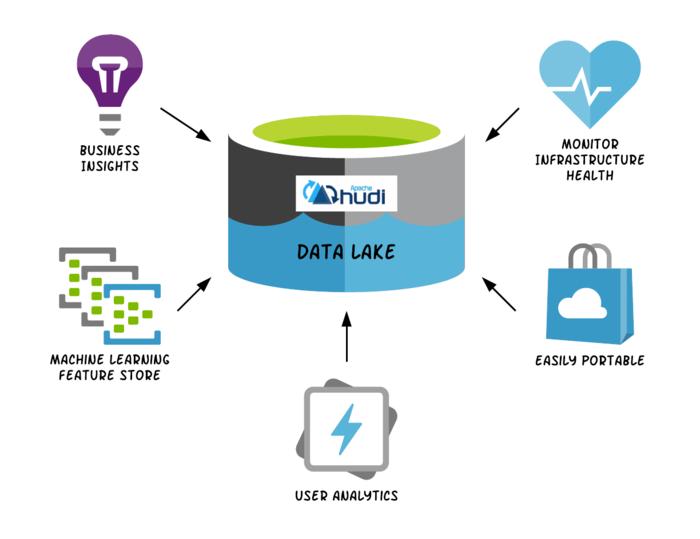 BUSINESS
INSIGHTS
MONITOR
INFRASTRUCTURE
HEALTH
Apache
hudi
DATA LAKE
MACHINE LEARNING
FEATURE STORE
EASILY PORTABLE
USER ANALYTICS